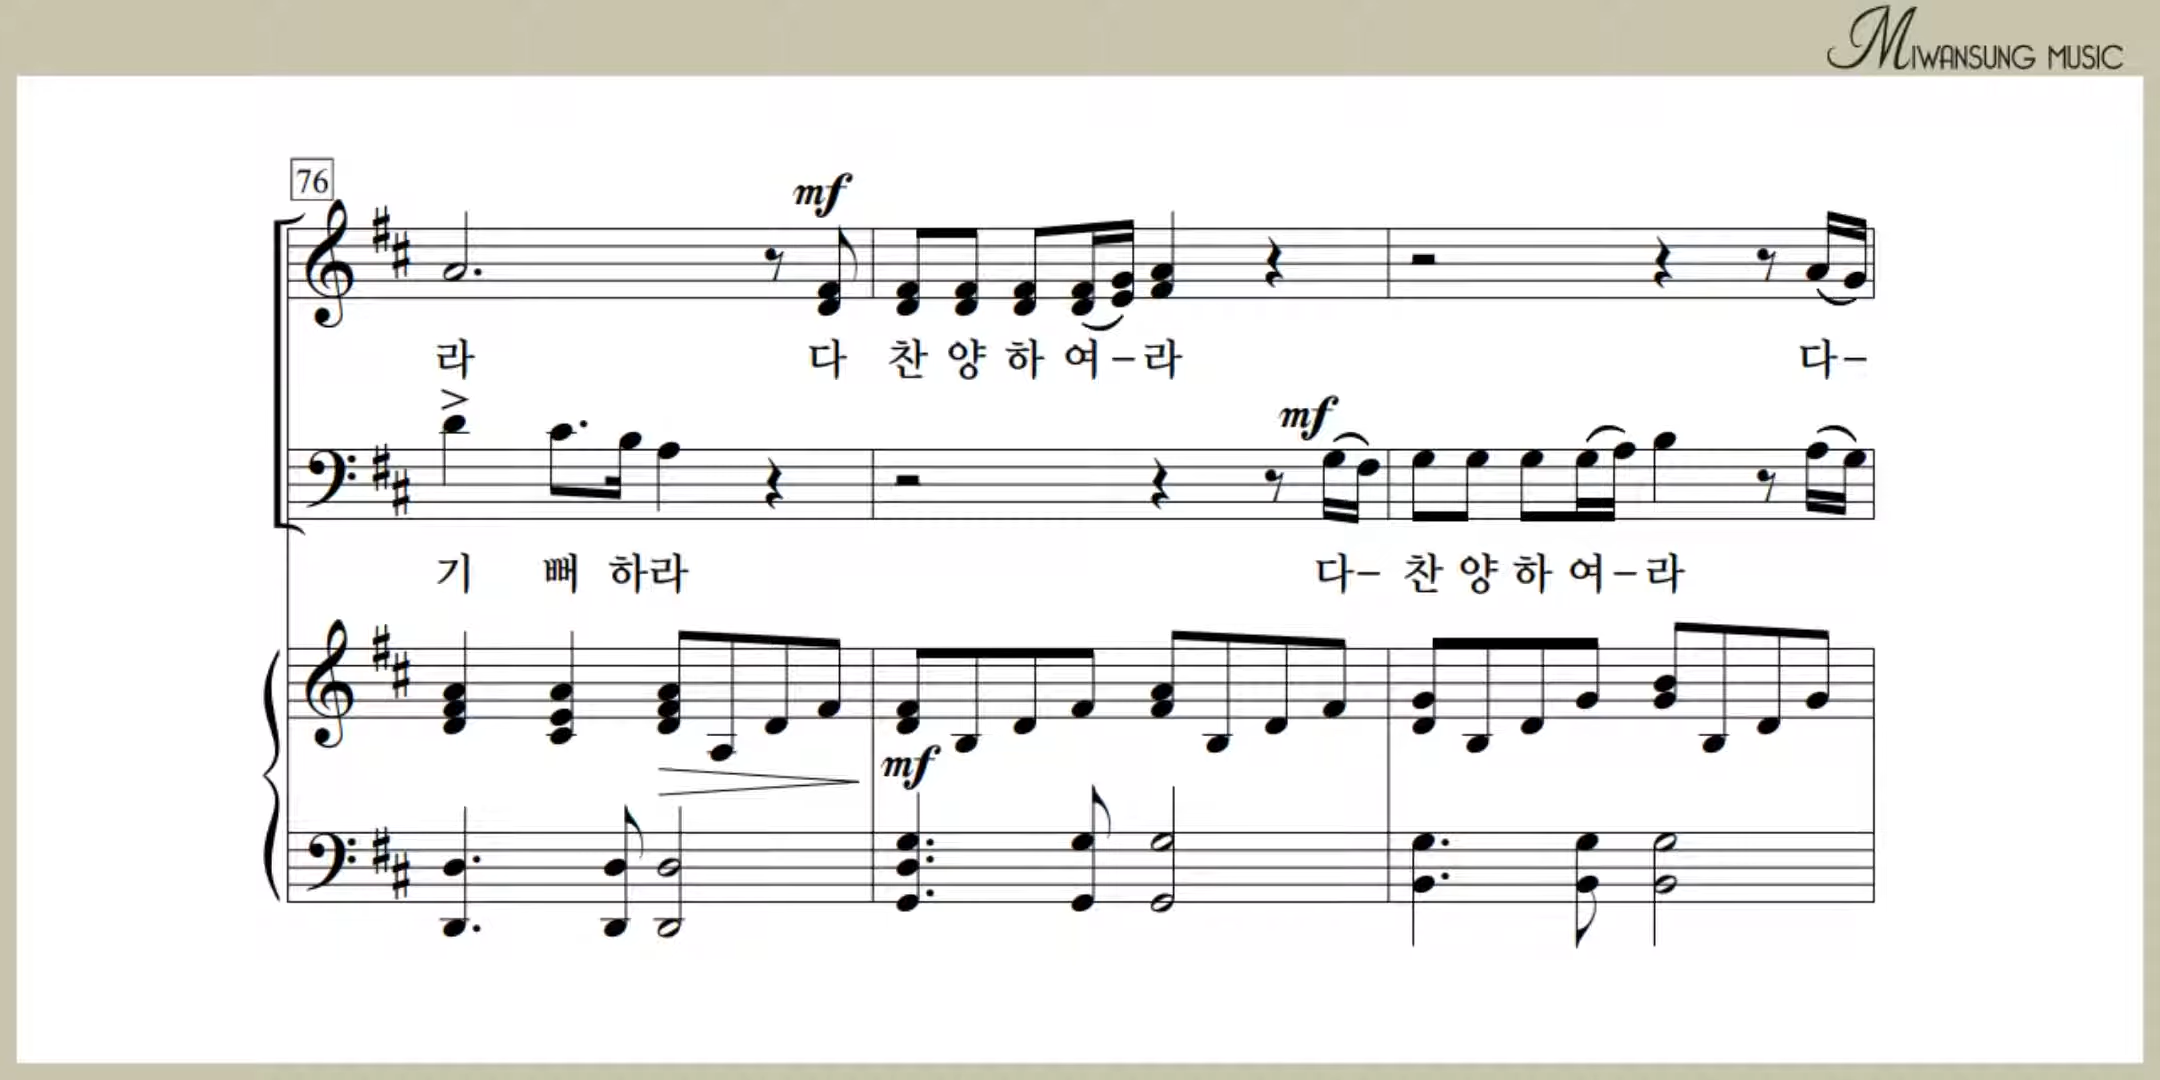 MIWANSUNG MUSIC
76
mf
라 다 찬 양 하 여 - 라 다 -
mf
기 뻐 하 라 다 - 찬 양 하 여 - 라
mf